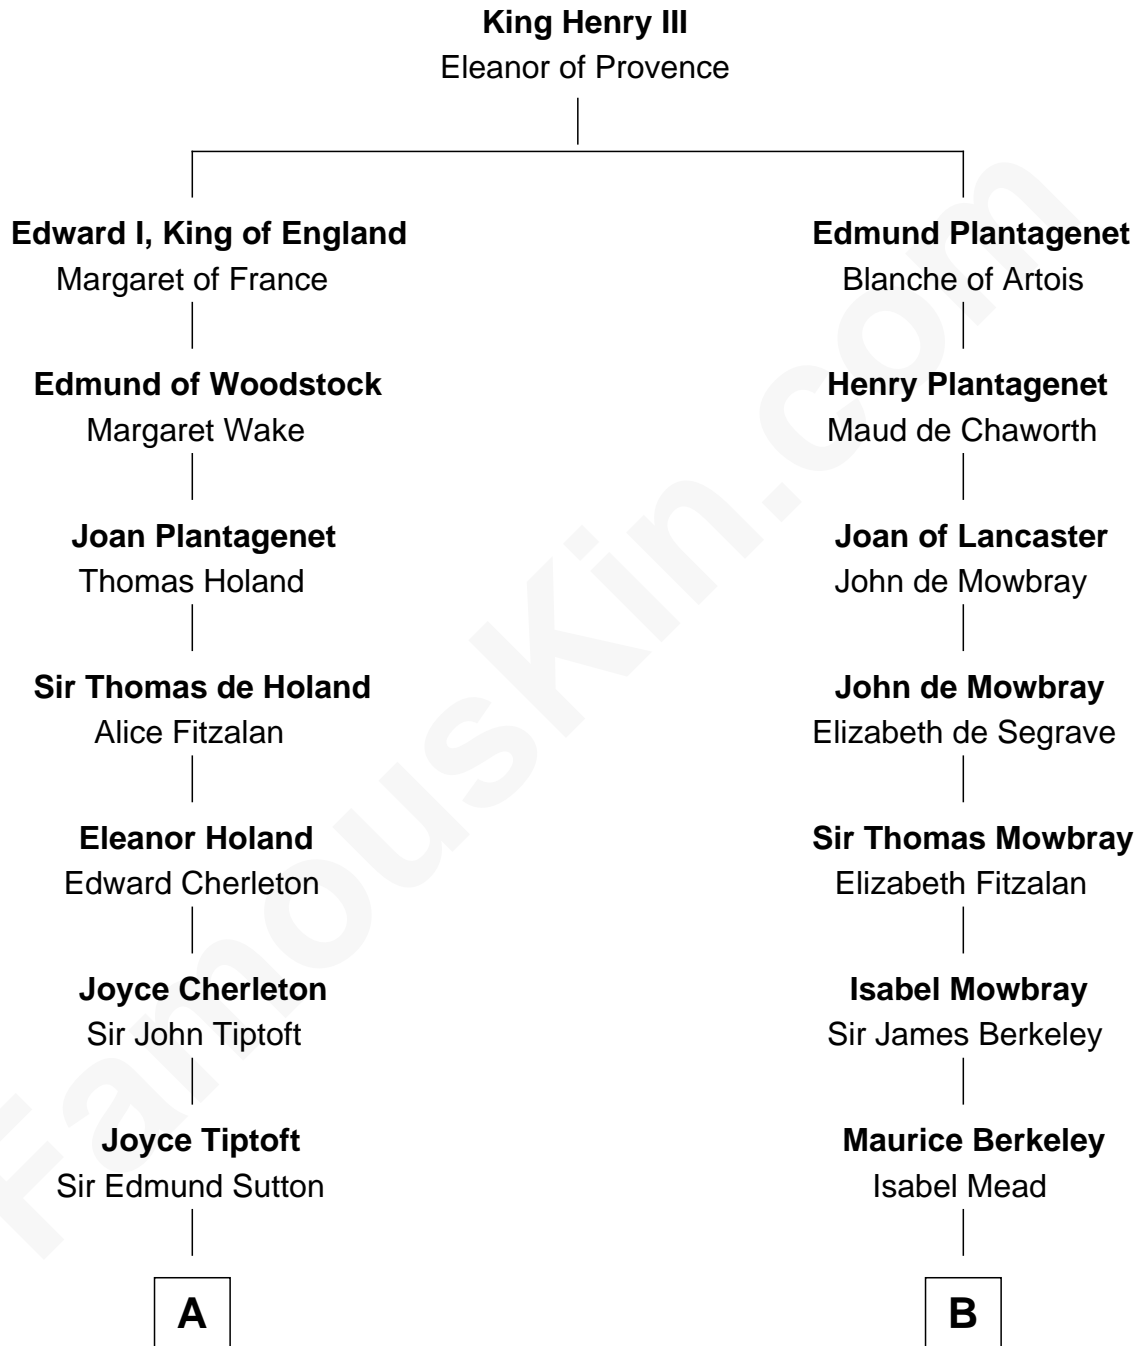 King Henry III
Eleanor of Provence
Edward I, King of England
Margaret of France
Edmund Plantagenet
Blanche of Artois
Edmund of Woodstock
Margaret Wake
Henry Plantagenet
Maud de Chaworth
Joan Plantagenet
Thomas Holand
Joan of Lancaster
John de Mowbray
Sir Thomas de Holand
Alice Fitzalan
John de Mowbray
Elizabeth de Segrave
Eleanor Holand
Edward Cherleton
Sir Thomas Mowbray
Elizabeth Fitzalan
Joyce Cherleton
Sir John Tiptoft
Isabel Mowbray
Sir James Berkeley
Joyce Tiptoft
Sir Edmund Sutton
Maurice Berkeley
Isabel Mead
A
B
FamousKin.com